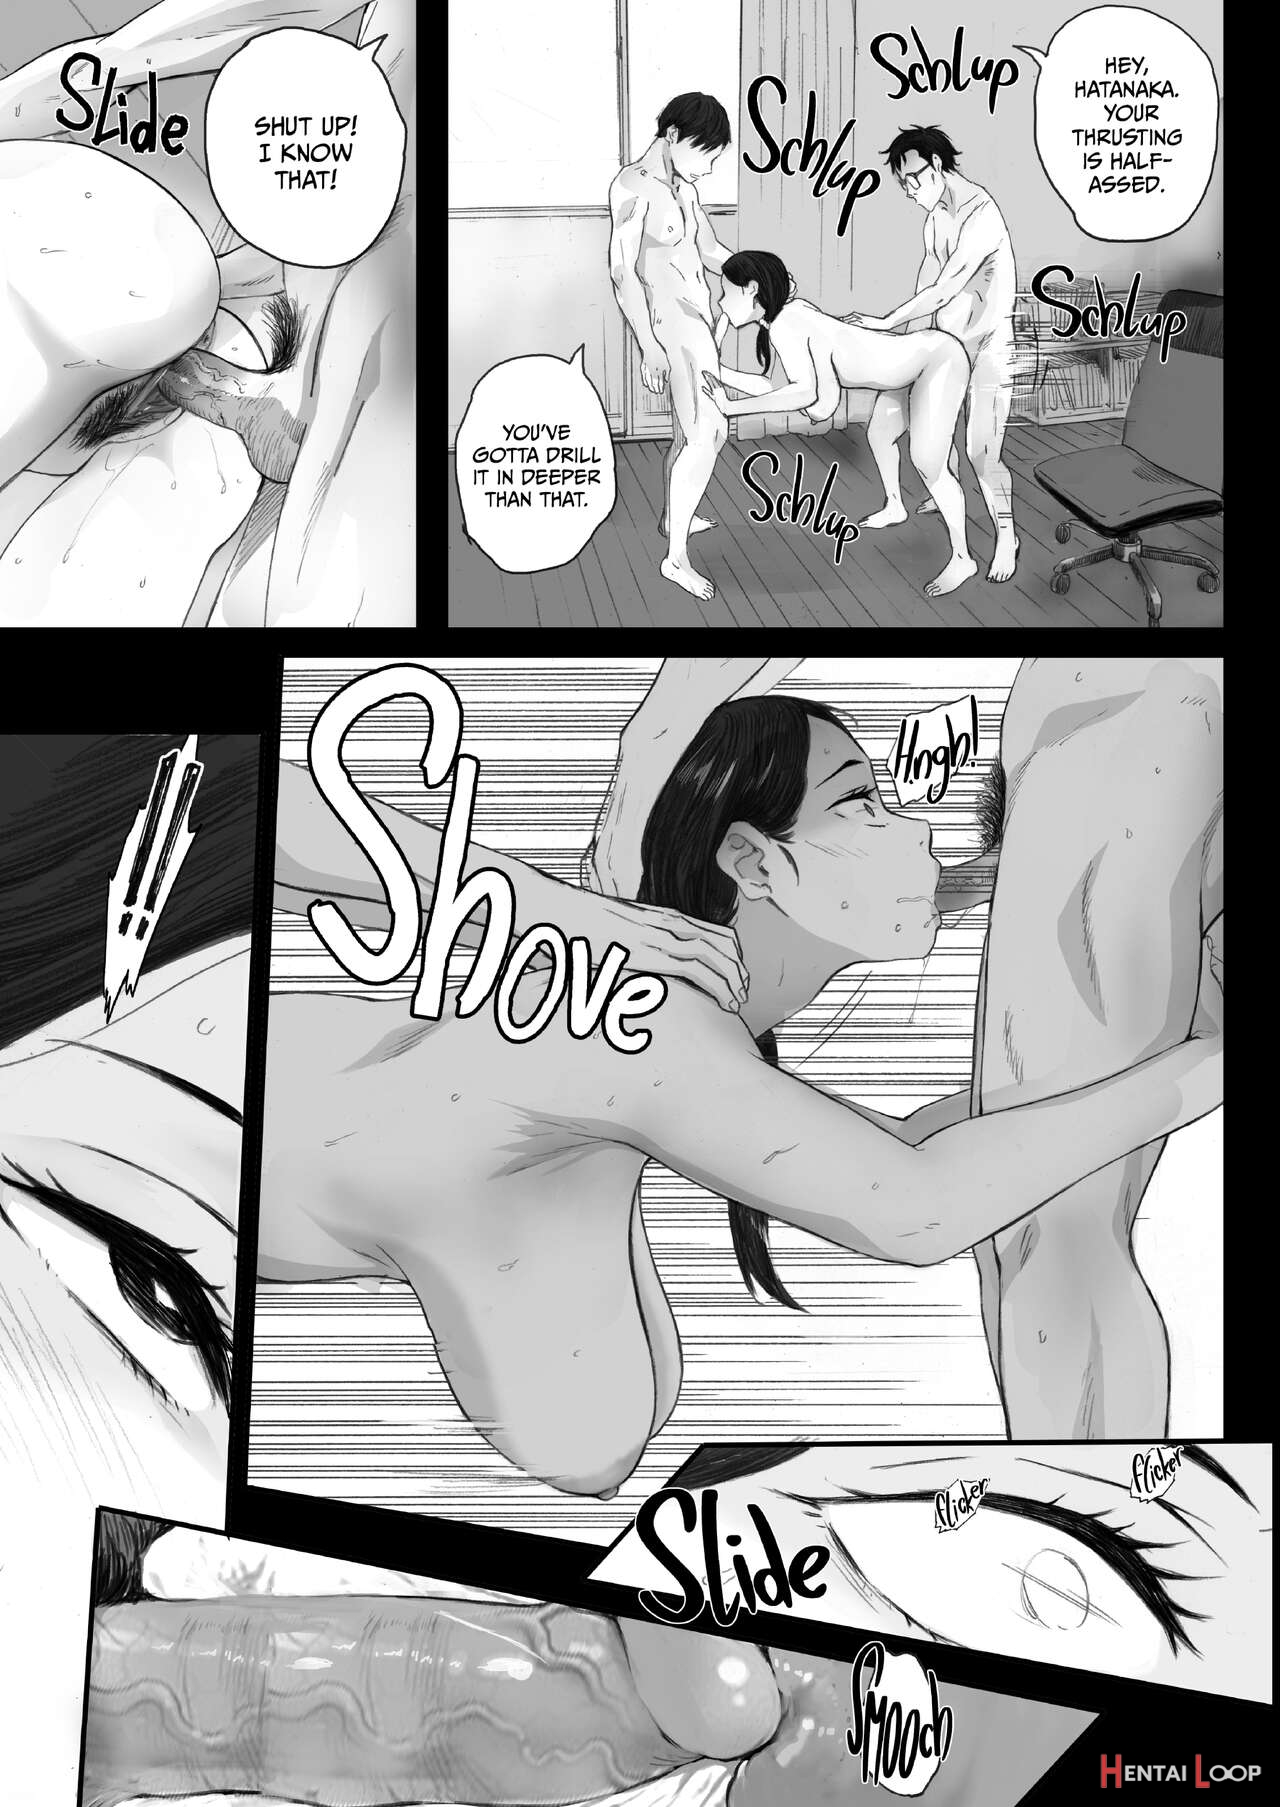 HEY,
HATANAKA.
YOUR
THRUSTING
IS HALF-
ASSED.
Schlup
Schlup
Schlup
Schlup
YOU'VE
GOTTA DRILL
IT IN DEEPER
THAN THAT.
SHUT UP!
I KNOW
THAT!
Slide
Hngh!
Shove
!!
flicker
flicker
Slide
Smooch
HENTAI LOOP